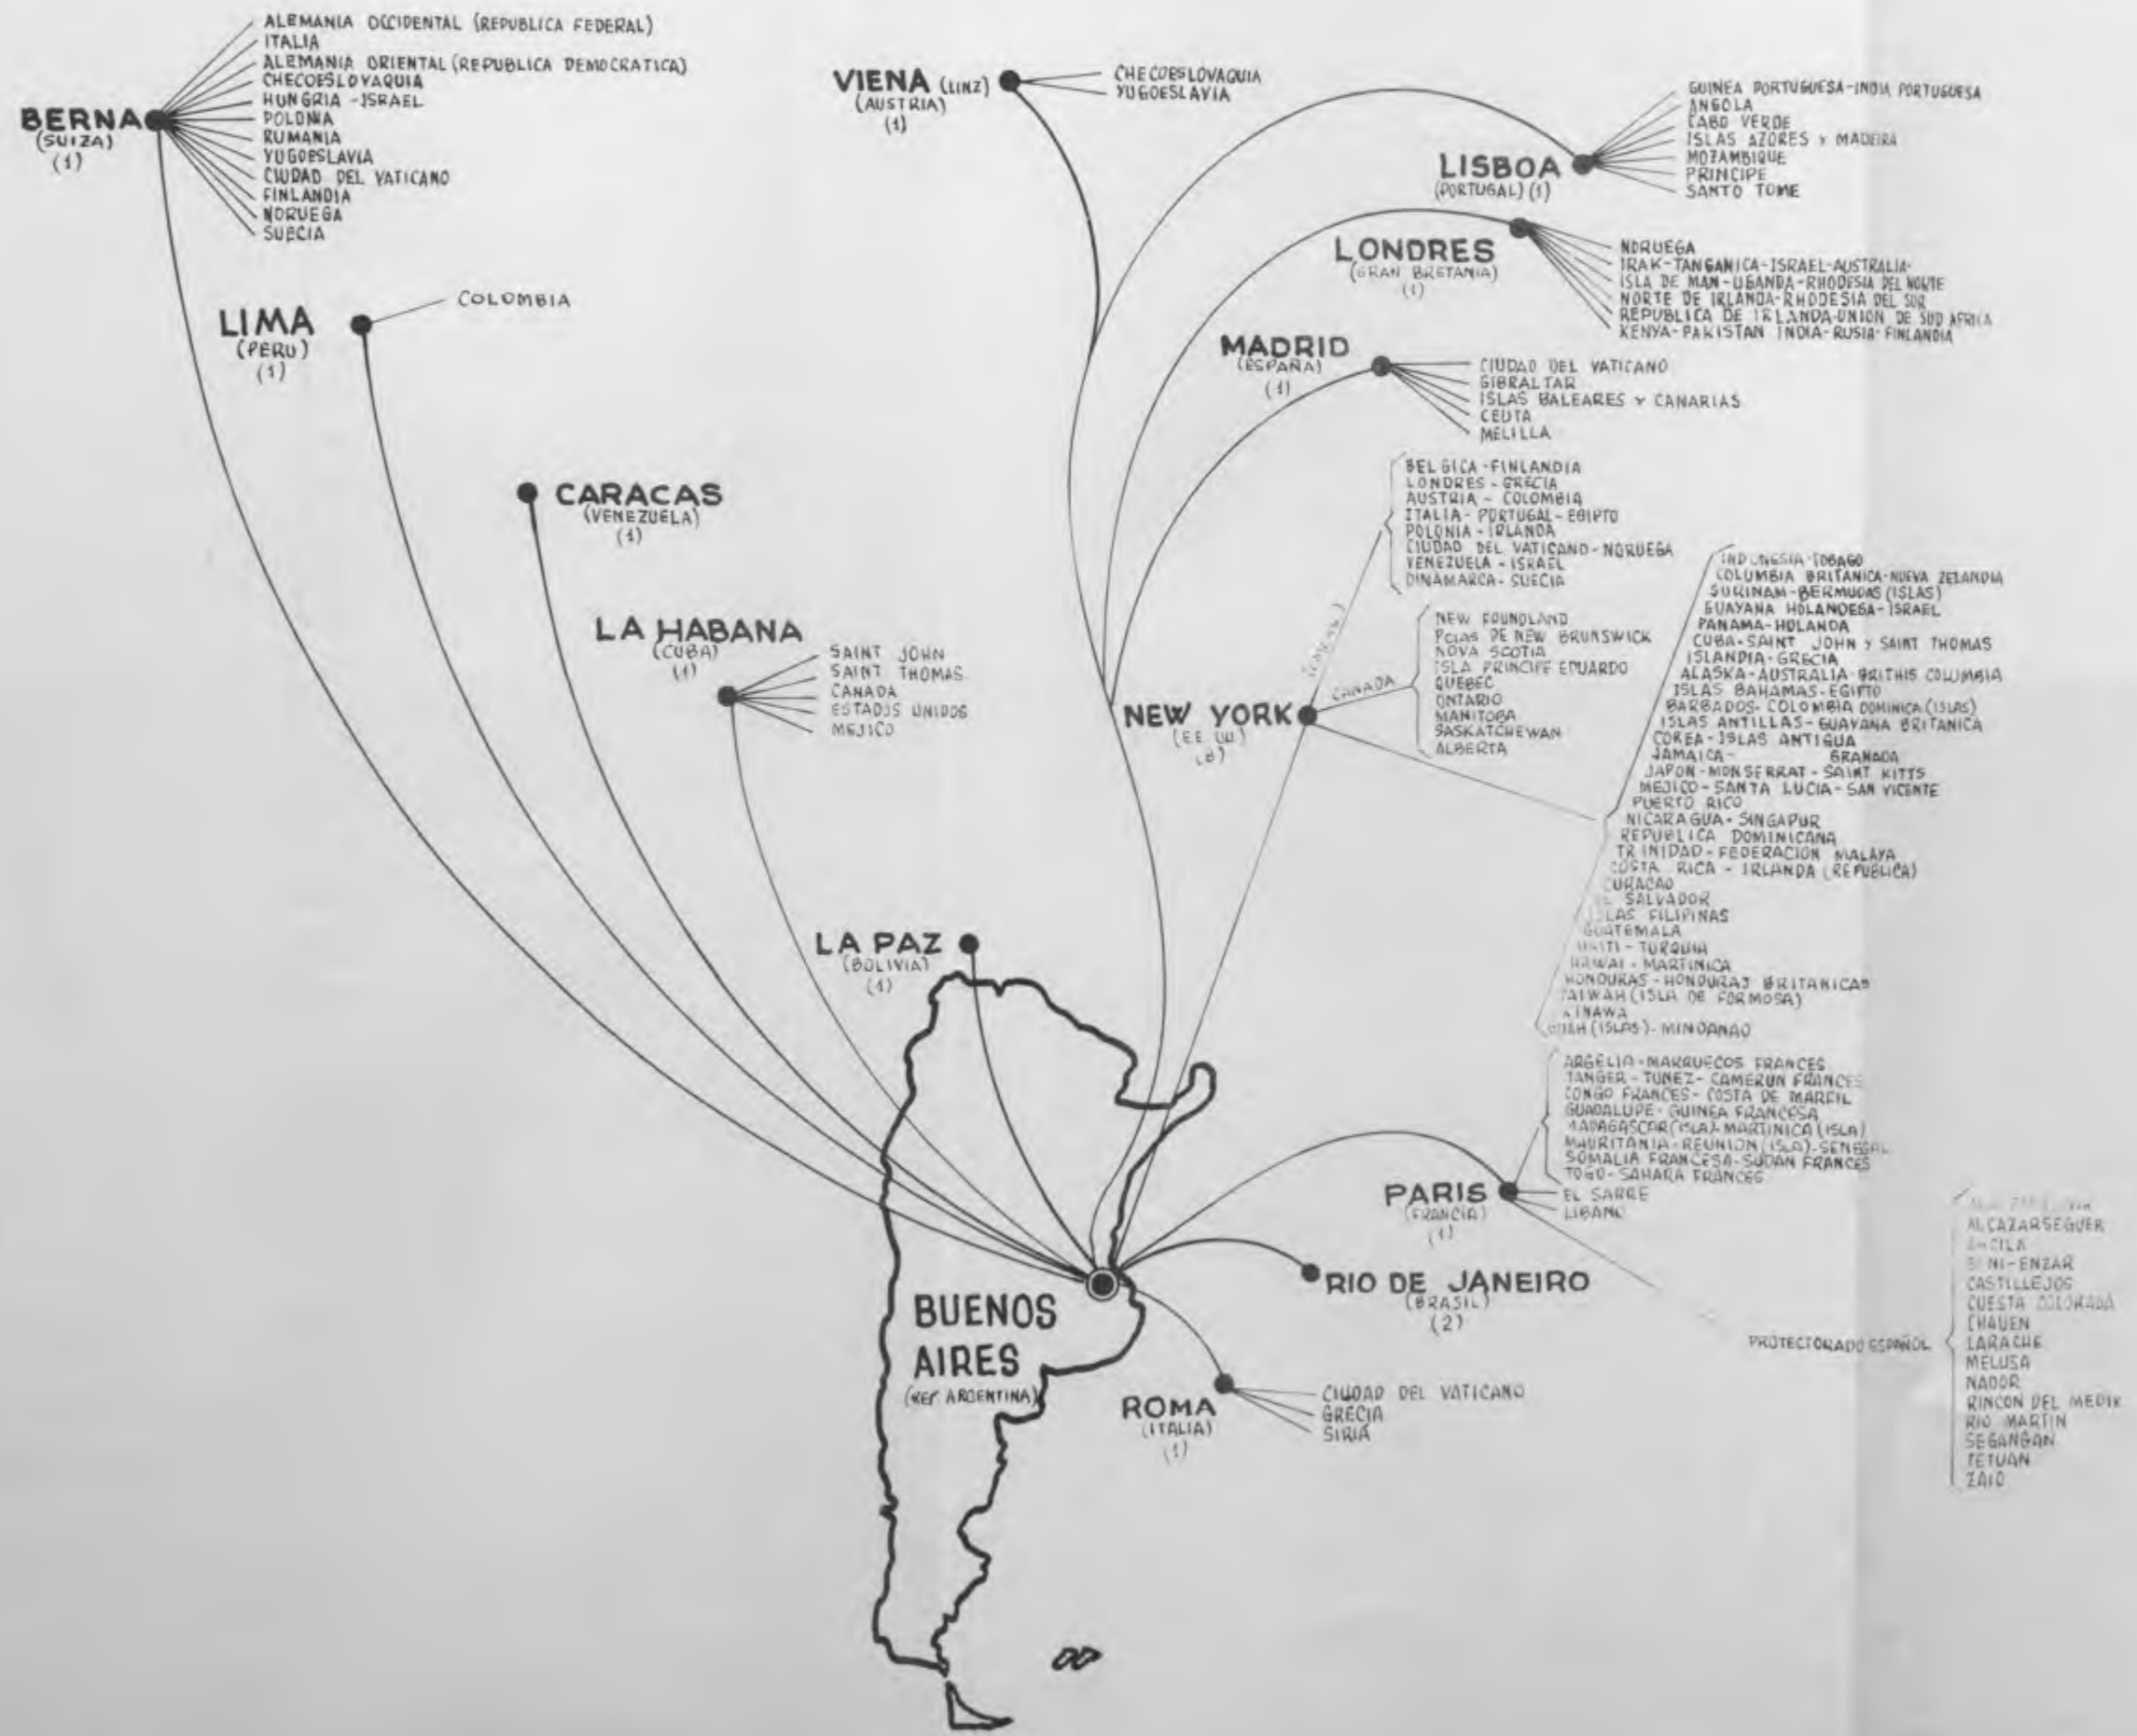 ALEMANIA OCCIDENTAL (REPUBLICA FEDERAL)
ITALIA
ALEMANIA ORIENTAL (REPUBLICA DEMOCRATICA)
CHECOESLOVAQUIA
HUNGRIA - ISRAEL
POLONIA
RUMANIA
YUGOESLAVIA
CIUDAD DEL VATICANO
FINLANDIA
NORUEGA
SUECIA
BERNA
(SUIZA)
(1)
VIENA (LINZ)
(AUSTRIA)
(1)
CHECOESLOVAQUIA
YUGOESLAVIA
GUINEA PORTUGUESA-INDIA PORTUGUESA
ANGOLA
CABO VERDE
ISLAS AZORES Y MADEIRA
MOZAMBIQUE
PRINCIPE
SANTO TOME
LISBOA
(PORTUGAL) (1)
LONDRES
(GRAN BRETANIA)
(1)
NORUEGA
IRAK-TANGANICA-ISRAEL-AUSTRALIA-
ISLA DE MAN-UGANDA-RHODESIA DEL NORTE
NORTE DE IRLANDA-RHODESIA DEL SUR
REPUBLICA DE IRLANDA-UNION DE SUD AFRICA
KENYA-PAKISTAN INDIA-RUSIA-FINLANDIA
LIMA
(PERU)
(1)
COLOMBIA
MADRID
(ESPAÑA)
(1)
CIUDAD DEL VATICANO
GIBRALTAR
ISLAS BALEARES Y CANARIAS
CEUTA
MELILLA
CARACAS
(VENEZUELA)
(1)
BELGICA-FINLANDIA
LONDRES-GRECIA
AUSTRIA - COLOMBIA
ITALIA-PORTUGAL-EGIPTO
POLONIA-IRLANDA
CIUDAD DEL VATICANO-NORUEGA
VENEZUELA-ISRAEL
DINAMARCA-SUECIA
LA HABANA
(CUBA)
(1)
SAINT JOHN
SAINT THOMAS
CANADA
ESTADOS UNIDOS
MEJICO
NEW YORK
(EE UU)
CANADA
NEW FOUNDLAND
PCIAS DE NEW BRUNSWICK
NOVA SCOTIA
ISLA PRINCIPE EDUARDO
QUEBEC
ONTARIO
MANITOBA
SASKATCHEWAN
ALBERTA
INDONESIA-TOBAGO
COLUMBIA BRITANICA-NUEVA ZELANDIA
SURINAM-BERMUDAS (ISLAS)
GUAYANA HOLANDESA-ISRAEL
PANAMA-HOLANDA
CUBA-SAINT JOHN Y SAINT THOMAS
ISLANDIA-GRECIA
ALASKA-AUSTRALIA-BRITHIS COLUMBIA
ISLAS BAHAMAS-EGIPTO
BARBADOS-COLOMBIA DOMINICA (ISLAS)
ISLAS ANTILLAS-GUAYANA BRITANICA
COREA-ISLAS ANTIGUA
JAMAICA- GRANADA
JAPON-MONSERRAT-SAINT KITTS
MEJICO-SANTA LUCIA-SAN VICENTE
PUERTO RICO
NICARAGUA-SINGAPUR
REPUBLICA DOMINICANA
TRINIDAD-FEDERACION MALAYA
COSTA RICA - IRLANDA (REPUBLICA)
CURACAO
EL SALVADOR
ISLAS FILIPINAS
GUATEMALA
HAITI-TURQUIA
HAWAI-MARTINICA
HONDURAS-HONDURAS BRITANICAS
TAIWAH (ISLA DE FORMOSA)
(ISLAS)-MINDANAO
LA PAZ
(BOLIVIA)
(1)
ARGELIA-MARRUECOS FRANCES
TANGER-TUNEZ-CAMERUN FRANCES
CONGO FRANCES-COSTA DE MARFIL
GUADALUPE-GUINEA FRANCESA
MADAGASCAR (ISLA)-MARTINICA (ISLA)
MAURITANIA-REUNION (ISLA)-SENEGAL
SOMALIA FRANCESA-SUDAN FRANCES
TOGO-SAHARA FRANCES
EL SARRE
LIBANO
PARIS
(FRANCIA)
(1)
RIO DE JANEIRO
(BRASIL)
(2)
BUENOS
AIRES
(REP. ARGENTINA)
ROMA
(ITALIA)
(1)
CIUDAD DEL VATICANO
GRECIA
SIRIA
PROTECTORADO ESPAÑOL
ALCAZARSEGUER
BENI-ENZAR
CASTILLEJOS
CUESTA COLORADA
CHAUEN
LARACHE
MELUSA
NADOR
RINCON DEL MEDIK
RIO MARTIN
SEGANGAN
TETUAN
ZAIO